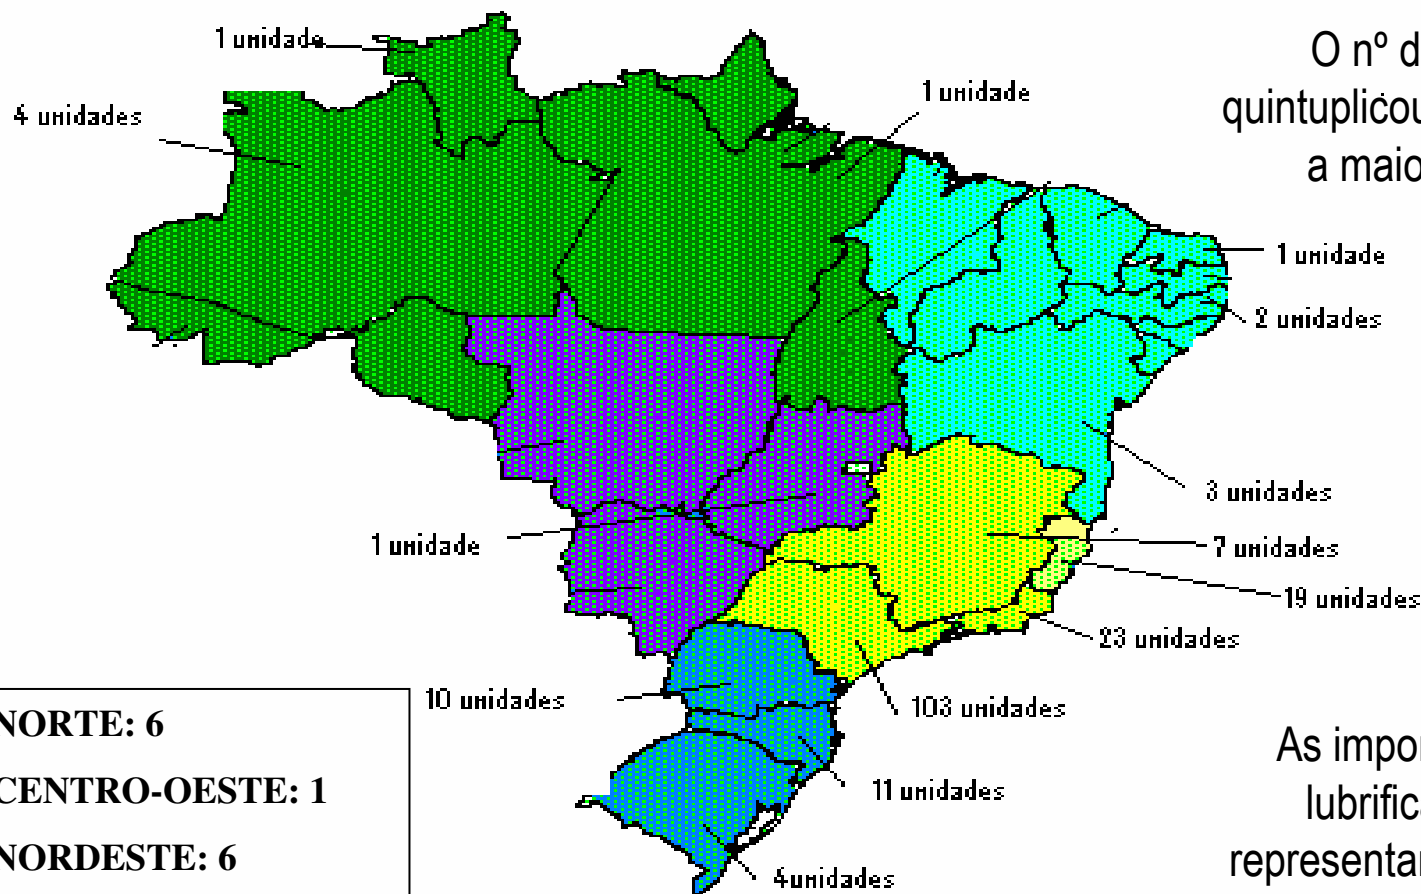 1 unidade
4 unidades
1 unidade
O nº d
quintuplicou
a maio
1 unidade
2 unidades
3 unidades
1 unidade
7 unidades
19 unidades
23 unidades
10 unidades
103 unidades
11 unidades
4unidades
NORTE: 6
CENTRO-OESTE: 1
NORDESTE: 6
As impor
lubrific
representa